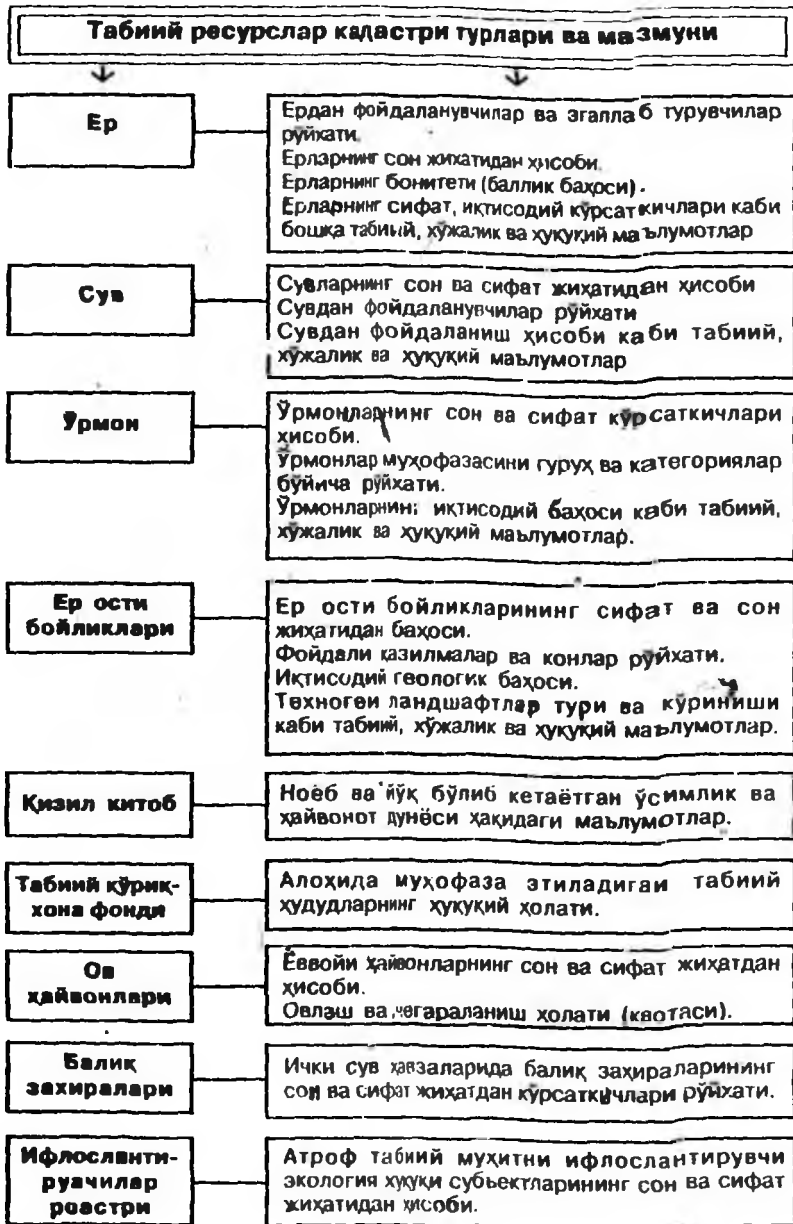 Табиий ресурслар кадастри турлари ва мазмуни
Ер
Ердан фойдаланувчилар ва эгаллаб турувчилар
рўйхати.
Ерларнинг сон жиҳатидан ҳисоби.
Ерларнинг бонитети (баллик баҳоси).
Ерларнинг сифат, иқтисодий кўрсаткичлари каби
бошқа табиий, хўжалик ва ҳуқуқий маълумотлар
Сув
Сувларнинг сон ва сифат жиҳатидан ҳисоби
Сувдан фойдаланувчилар рўйхати
Сувдан фойдаланиш ҳисоби каби табиий,
хўжалик ва ҳуқуқий маълумотлар
Ўрмон
Ўрмонларнинг сон ва сифат кўрсаткичлари
ҳисоби.
Ўрмонлар муҳофазасини гуруҳ ва категориялар
бўйича рўйхати.
Ўрмонларнинг иқтисодий баҳоси каби табиий,
хўжалик ва ҳуқуқий маълумотлар.
Ер ости
бойликлари
Ер ости бойликларининг сифат ва сон
жиҳатидан баҳоси.
Фойдали қазилмалар ва конлар рўйхати.
Иқтисодий геологик баҳоси.
Техноген ландшафтлар тури ва кўриниши
каби табиий, хўжалик ва ҳуқуқий маълумотлар.
Қизил китоб
Ноёб ва йўқ бўлиб кетаётган ўсимлик ва
ҳайвонот дунёси ҳақидаги маълумотлар.
Табиий қўриқ-
хона фонди
Алоҳида муҳофаза этиладиган табиий
ҳудудларнинг ҳуқуқий ҳолати.
Ов
ҳайвонлари
Ёввойи ҳайвонларнинг сон ва сифат жиҳатдан
ҳисоби.
Овлаш ва чегараланиш ҳолати (квотаси).
Балиқ
захиралари
Ички сув ҳавзаларида балиқ заҳираларининг
сон ва сифат жиҳатдан кўрсаткичлари рўйхати.
Ифлосланти-
рувчилар
реестри
Атроф табиий муҳитни ифлослантирувчи
экология ҳуқуқи субъектларининг сон ва сифат
жиҳатидан ҳисоби.